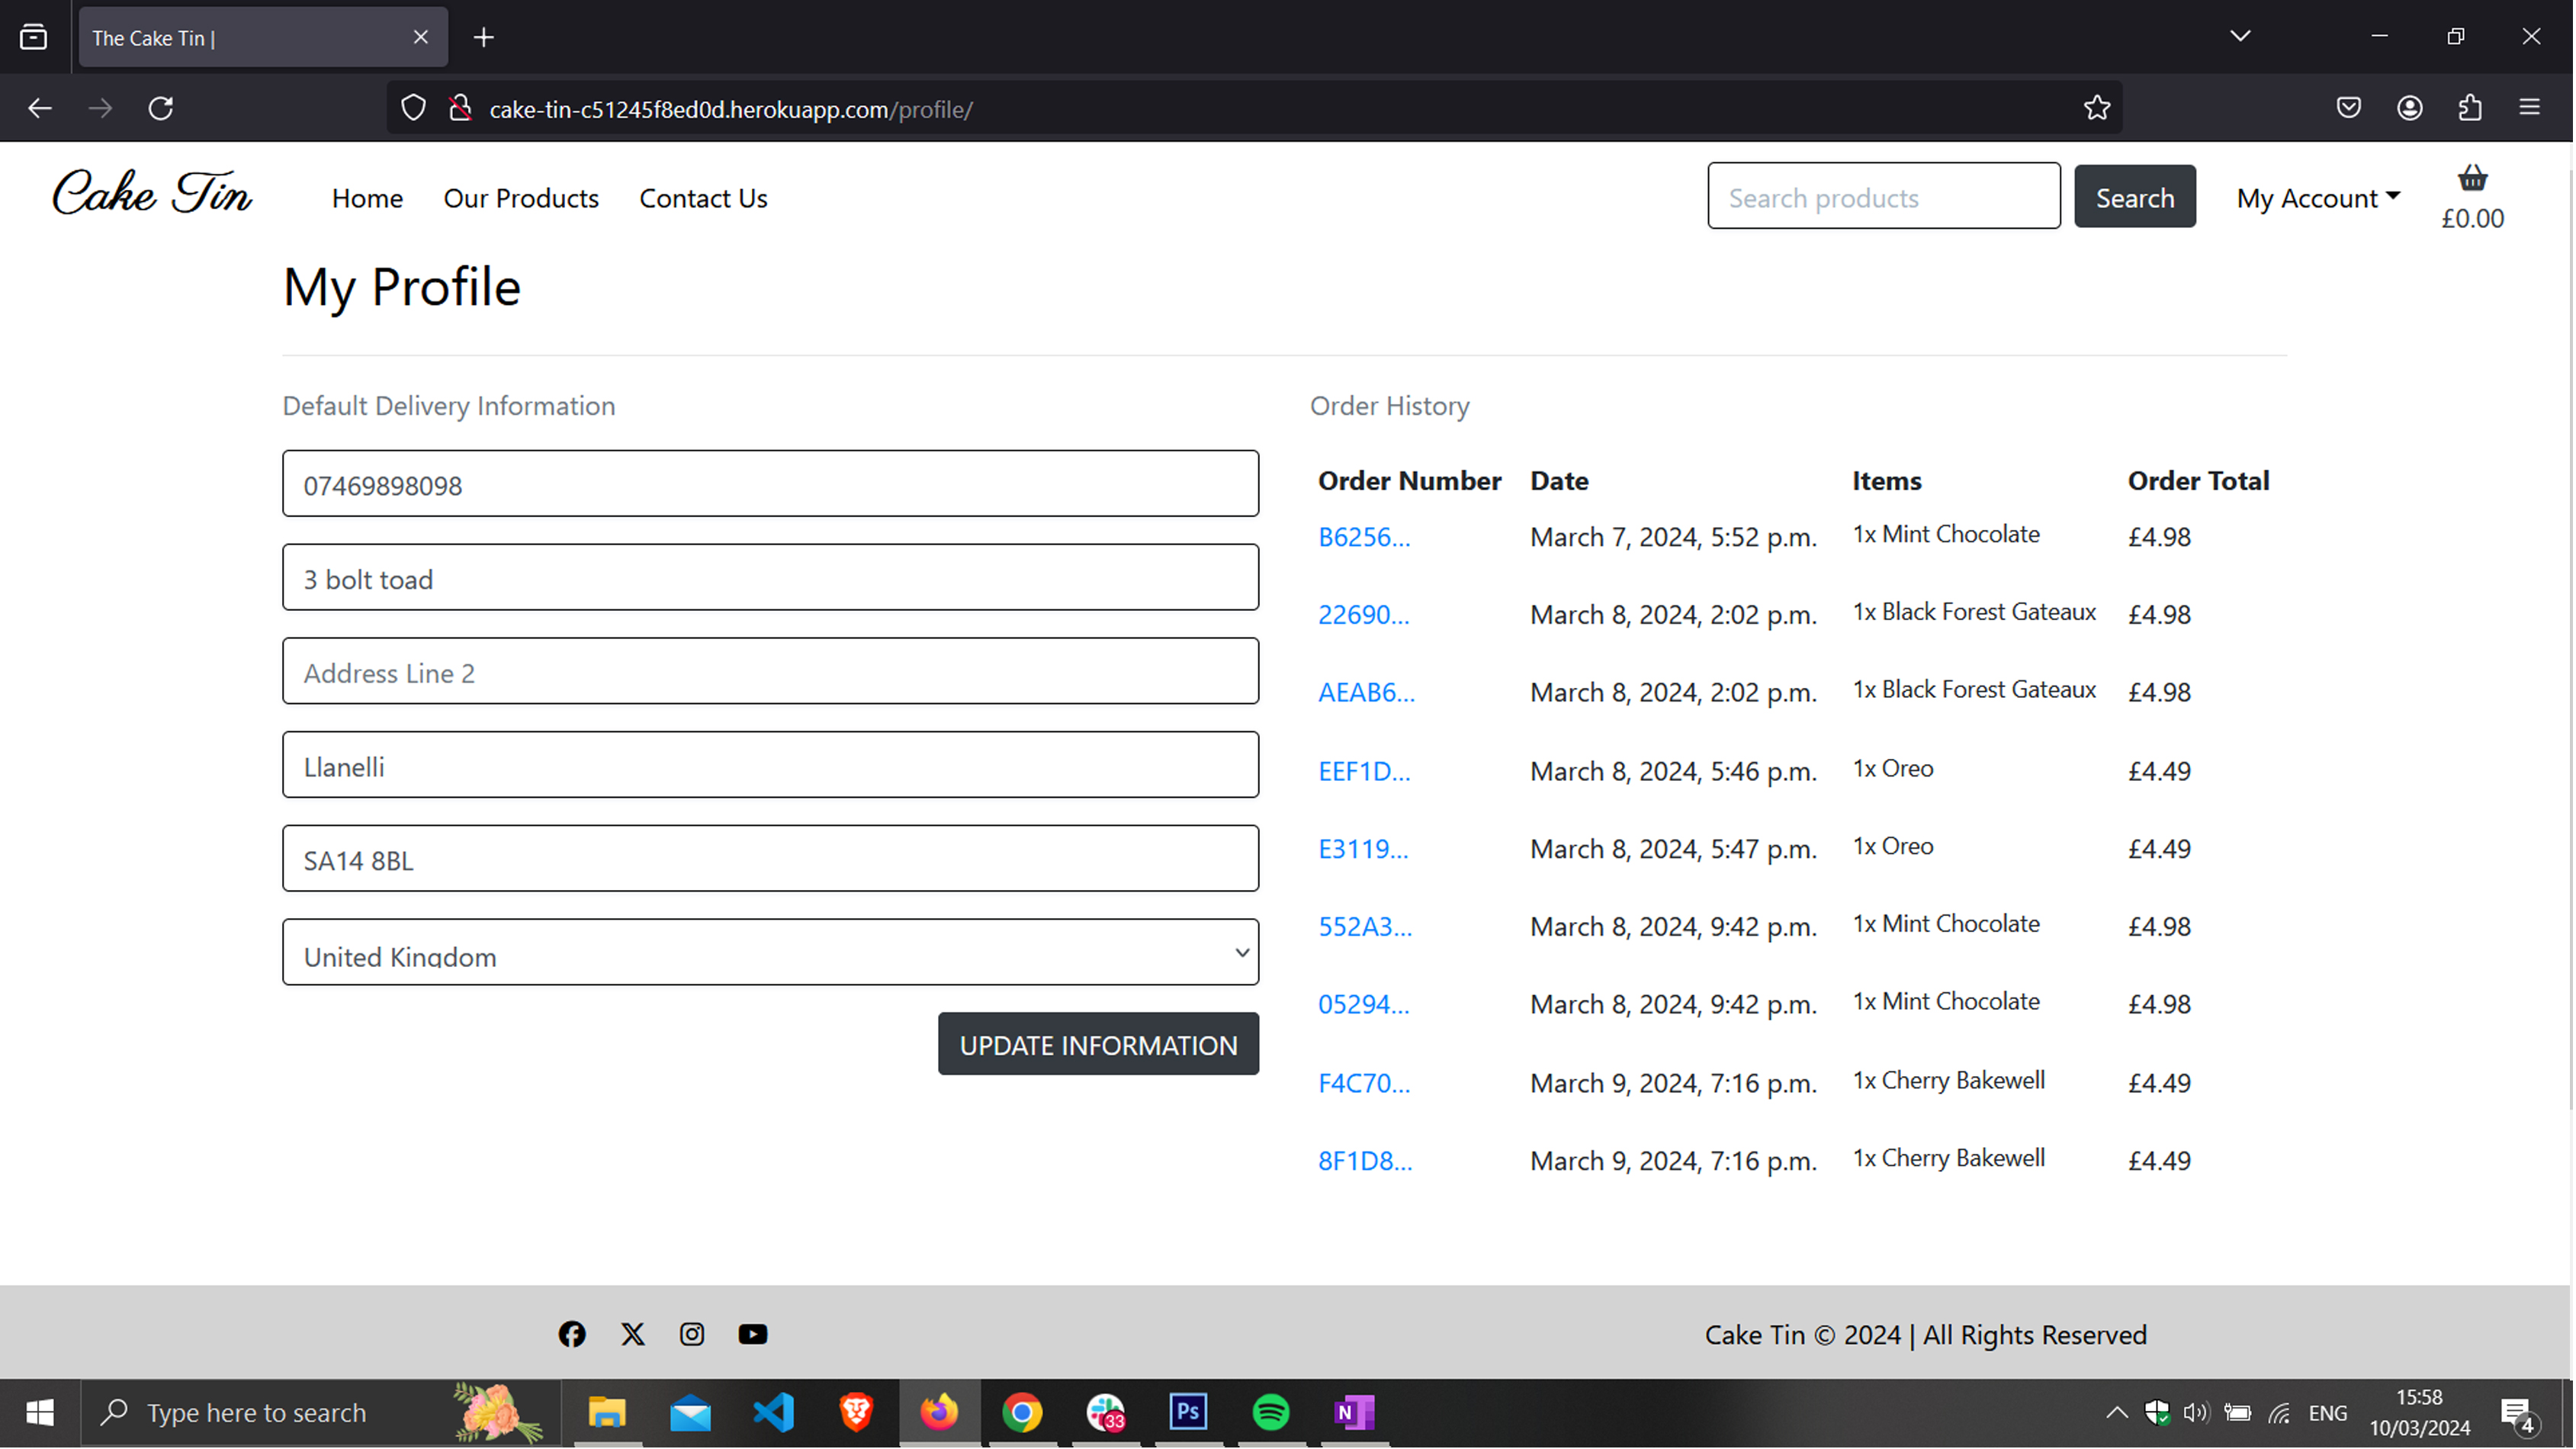 The Cake Tin |
cake-tin-c51245f8ed0d.herokuapp.com/profile/
Cake Tin
Home
Our Products
Contact Us
Search products
Search
My Account
£0.00
My Profile
Default Delivery Information
07469898098
3 bolt toad
Address Line 2
Llanelli
SA14 8BL
United Kingdom
UPDATE INFORMATION
Order History
Order Number Date Items Order Total
B6256... March 7, 2024, 5:52 p.m. 1x Mint Chocolate £4.98
22690... March 8, 2024, 2:02 p.m. 1x Black Forest Gateaux £4.98
AEAB6... March 8, 2024, 2:02 p.m. 1x Black Forest Gateaux £4.98
EEF1D... March 8, 2024, 5:46 p.m. 1x Oreo £4.49
E3119... March 8, 2024, 5:47 p.m. 1x Oreo £4.49
552A3... March 8, 2024, 9:42 p.m. 1x Mint Chocolate £4.98
05294... March 8, 2024, 9:42 p.m. 1x Mint Chocolate £4.98
F4C70... March 9, 2024, 7:16 p.m. 1x Cherry Bakewell £4.49
8F1D8... March 9, 2024, 7:16 p.m. 1x Cherry Bakewell £4.49
Cake Tin © 2024 | All Rights Reserved
Type here to search
33
Ps
N
ENG
15:58
10/03/2024
4